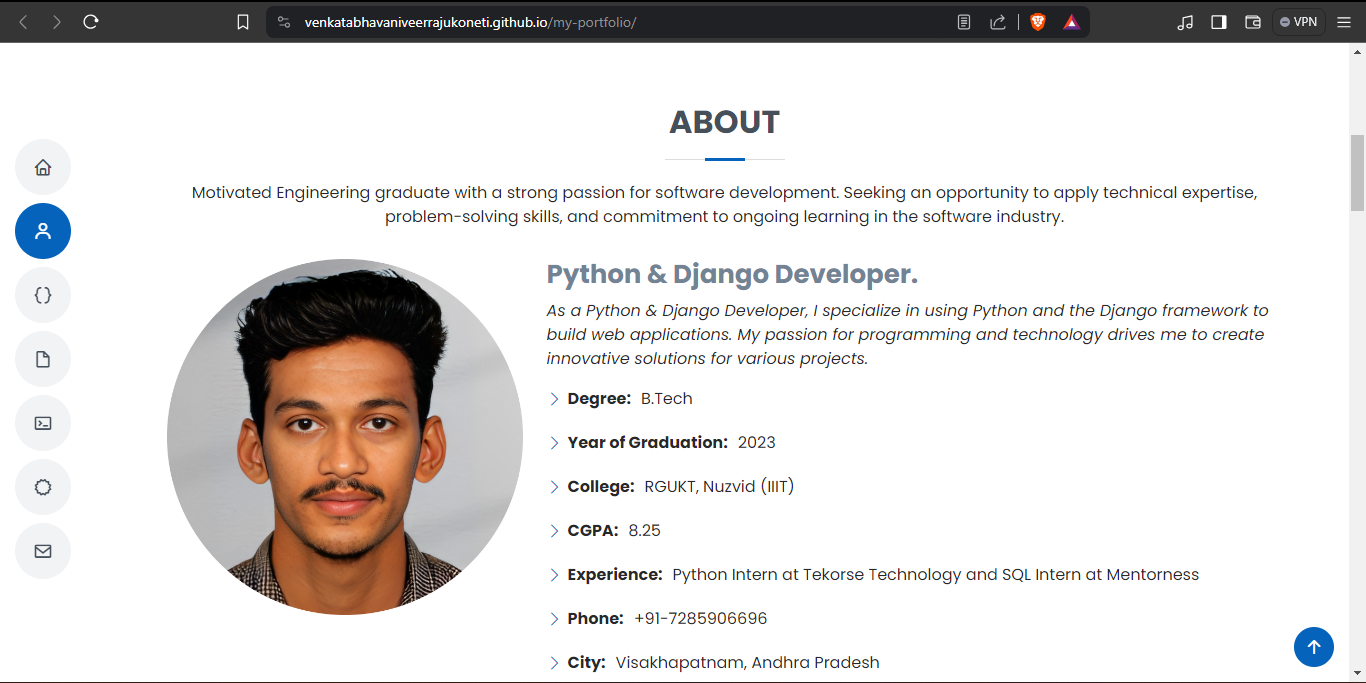 venkatabhavaniveerrajukoneti.github.io/my-portfolio/
VPN
ABOUT
Motivated Engineering graduate with a strong passion for software development. Seeking an opportunity to apply technical expertise,
problem-solving skills, and commitment to ongoing learning in the software industry.
Python & Django Developer.
As a Python & Django Developer, I specialize in using Python and the Django framework to
build web applications. My passion for programming and technology drives me to create
innovative solutions for various projects.
Degree: B.Tech
Year of Graduation: 2023
College: RGUKT, Nuzvid (IIIT)
CGPA: 8.25
Experience: Python Intern at Tekorse Technology and SQL Intern at Mentorness
Phone: +91-7285906696
City: Visakhapatnam, Andhra Pradesh